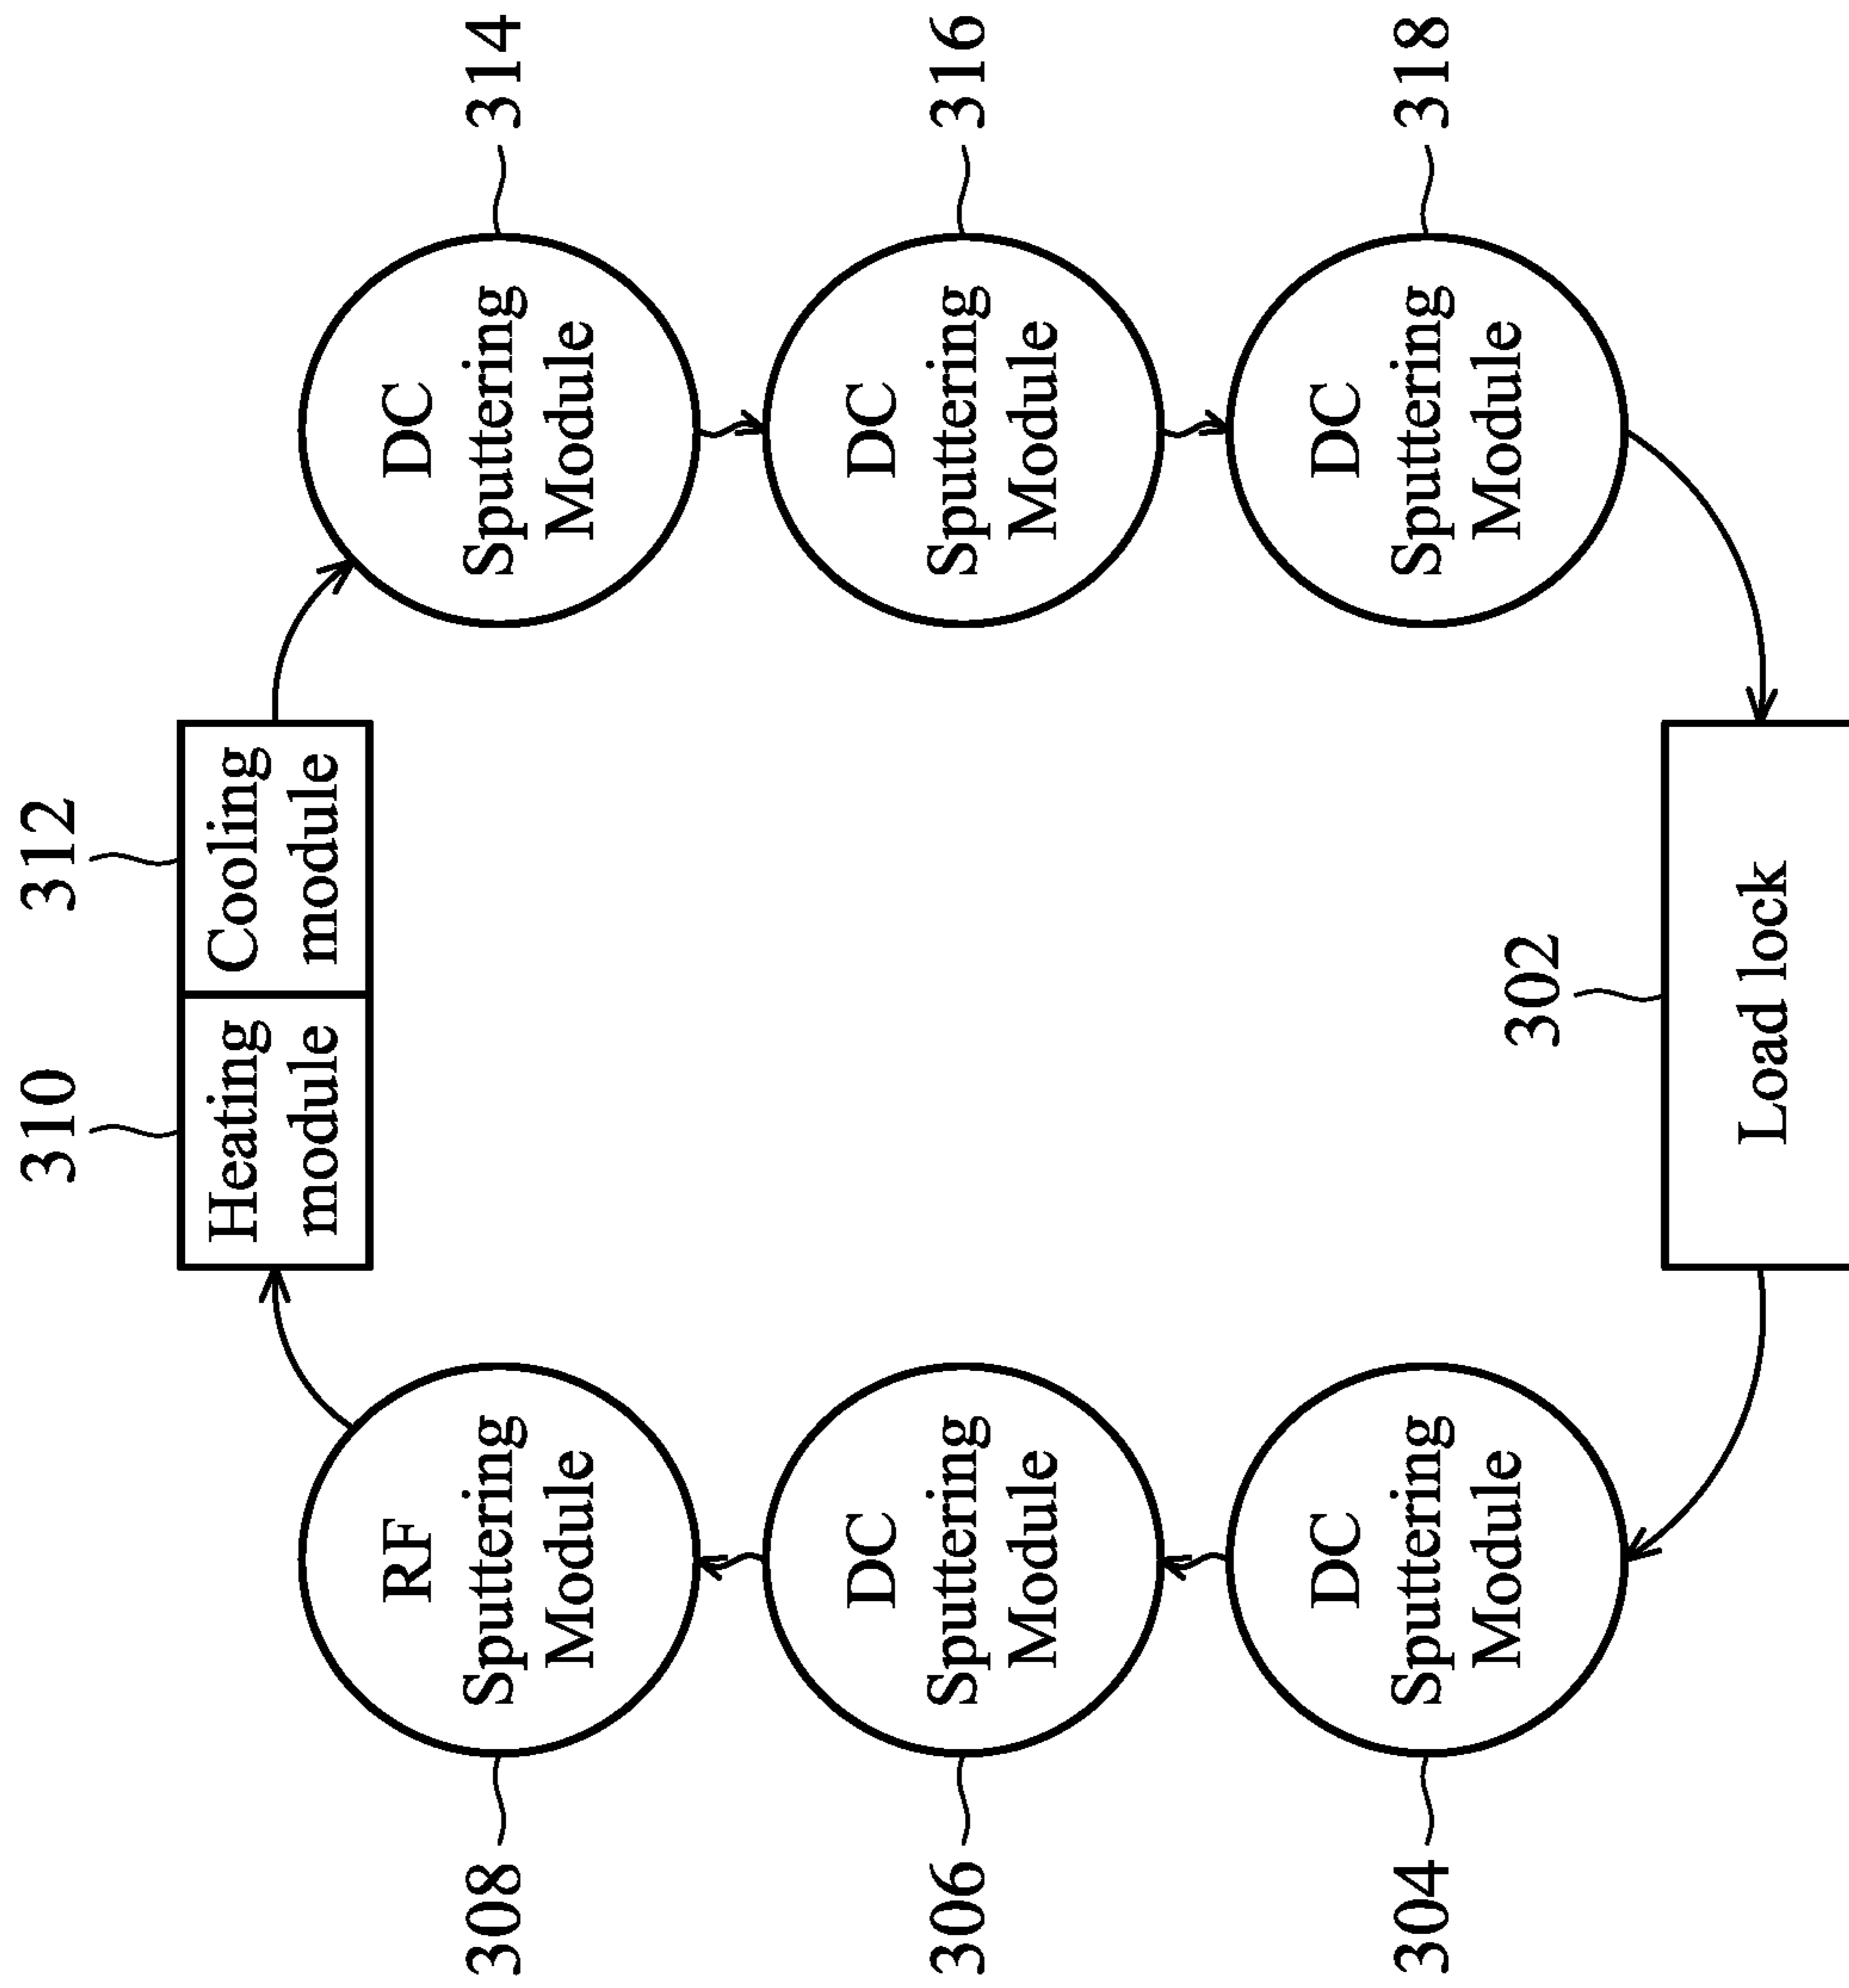 310
312
Heating
module
Cooling
module
308
RF
Sputtering
Module
DC
Sputtering
Module
314
306
DC
Sputtering
Module
DC
Sputtering
Module
316
304
DC
Sputtering
Module
DC
Sputtering
Module
318
302
Load lock